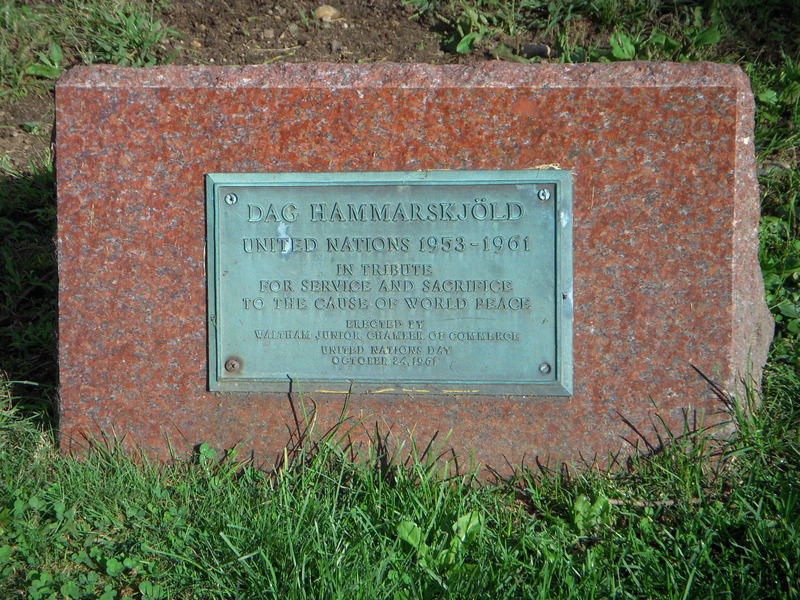 DAG HAMMARSKJÖLD
UNITED NATIONS 1953-1961
IN TRIBUTE
FOR SERVICE AND SACRIFICE
TO THE CAUSE OF WORLD PEACE
ERECTED BY
WALTHAM JUNIOR CHAMBER OF COMMERCE
UNITED NATIONS DAY
OCTOBER 24, 1961